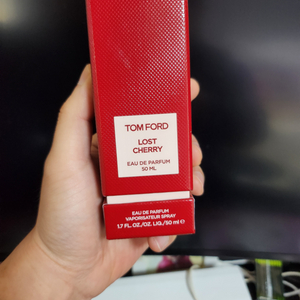 TOM FORD
LOST
CHERRY
EAU DE PARFUM
50 ML
EAU DE PARFUM
VAPORISATEUR SPRAY
1.7 FL. OZ./OZ. LIQ./50 ml ℮